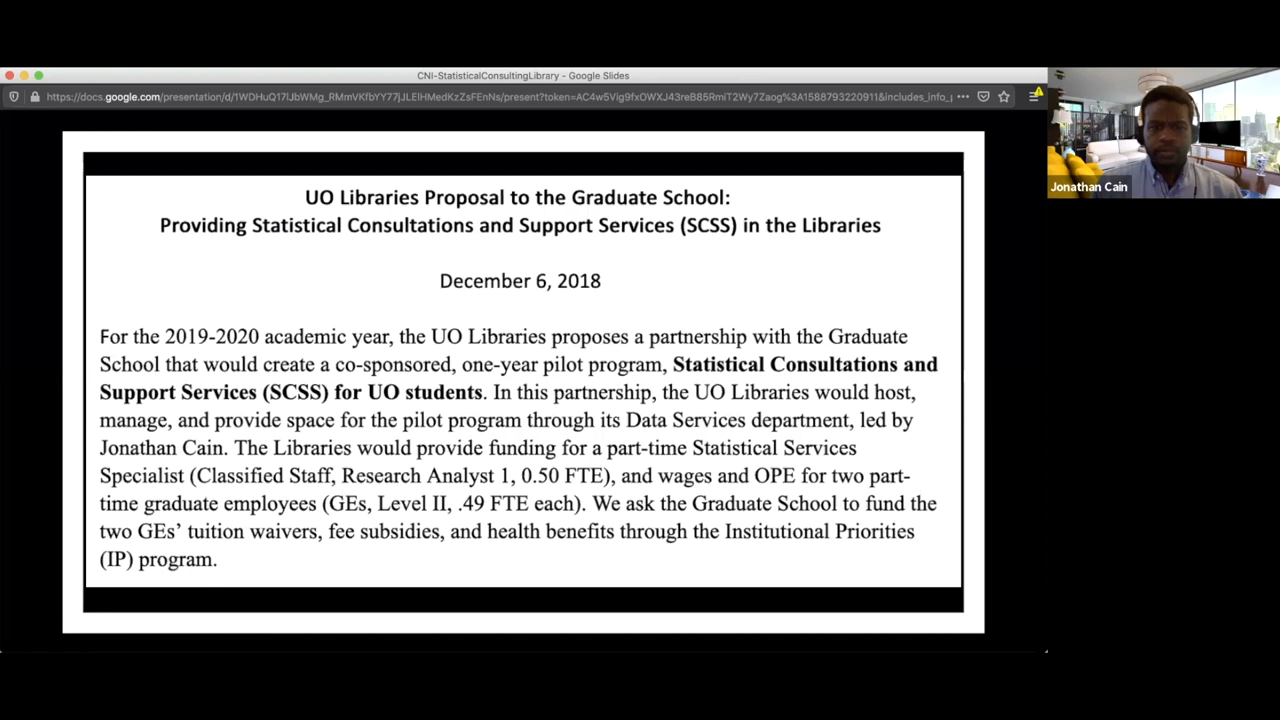 CNI-StatisticalConsultingLibrary - Google Slides
Jonathan Cain
UO Libraries Proposal to the Graduate School:
Providing Statistical Consultations and Support Services (SCSS) in the Libraries
December 6, 2018
For the 2019-2020 academic year, the UO Libraries proposes a partnership with the Graduate
School that would create a co-sponsored, one-year pilot program, Statistical Consultations and
Support Services (SCSS) for UO students. In this partnership, the UO Libraries would host,
manage, and provide space for the pilot program through its Data Services department, led by
Jonathan Cain. The Libraries would provide funding for a part-time Statistical Services
Specialist (Classified Staff, Research Analyst 1, 0.50 FTE), and wages and OPE for two part-
time graduate employees (GEs, Level II, .49 FTE each). We ask the Graduate School to fund the
two GEs’ tuition waivers, fee subsidies, and health benefits through the Institutional Priorities
(IP) program.